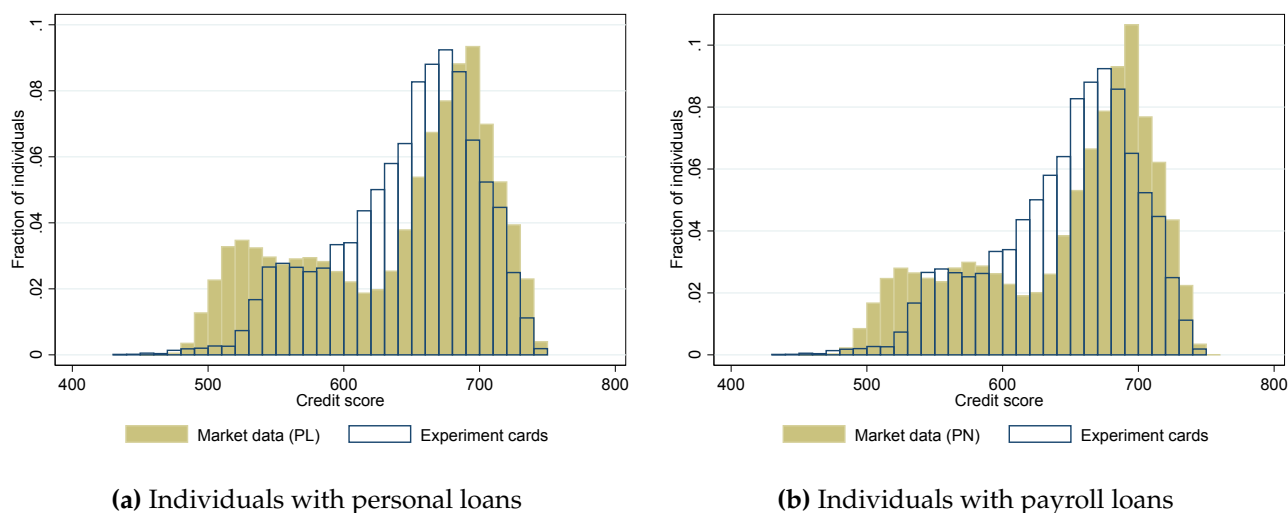 Fraction of individuals
0 .02 .04 .06 .08 .1
400 500 600 700 800
Credit score
Market data (PL) Experiment cards
(a) Individuals with personal loans
Fraction of individuals
0 .02 .04 .06 .08 .1
400 500 600 700 800
Credit score
Market data (PN) Experiment cards
(b) Individuals with payroll loans